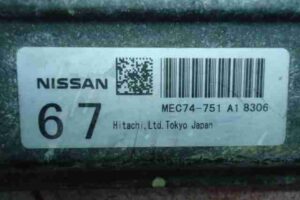 NISSAN
67
MEC74-751 A1 8306
Hitachi,Ltd.Tokyo Japan